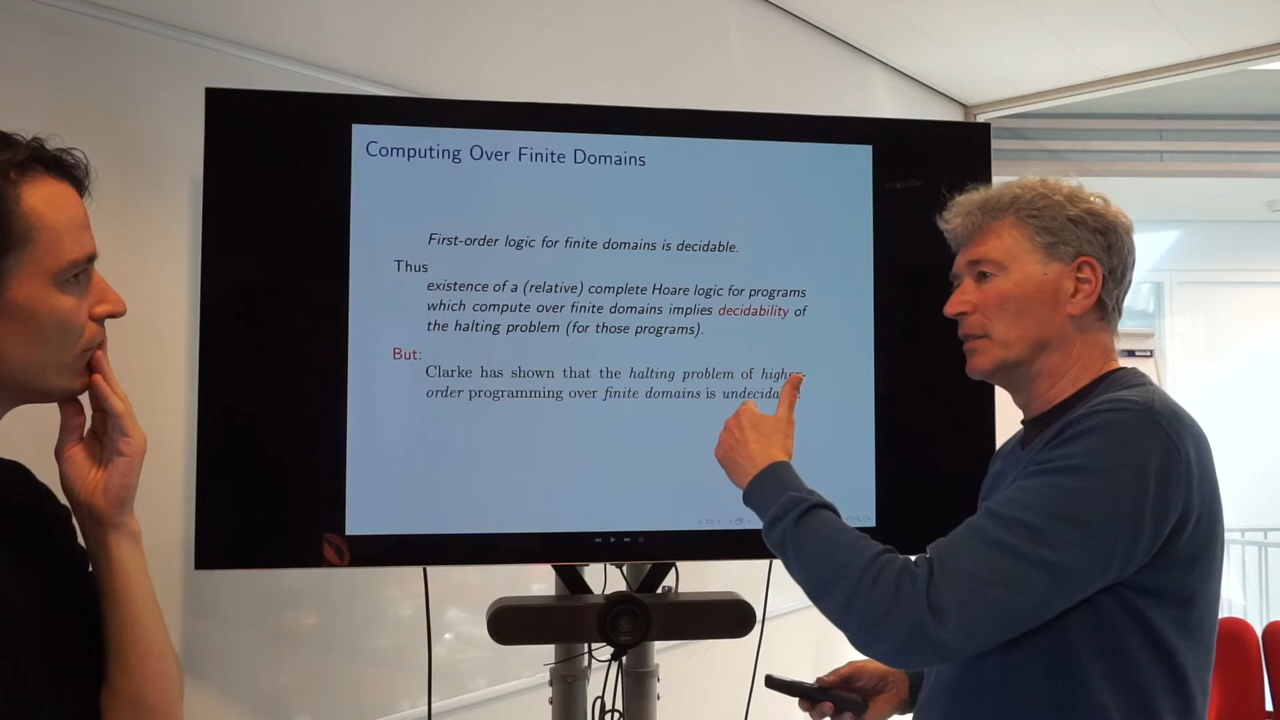 Computing Over Finite Domains
First-order logic for finite domains is decidable.
Thus
existence of a (relative) complete Hoare logic for programs
which compute over finite domains implies decidability of
the halting problem (for those programs).
But:
Clarke has shown that the halting problem of higher-
order programming over finite domains is